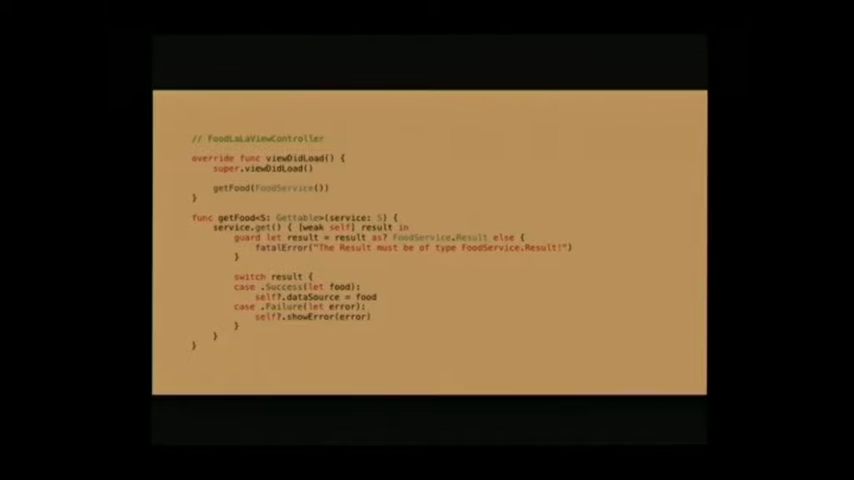 // FoodLaLaViewController
override func viewDidLoad() {
super.viewDidLoad()
getFood(FoodService())
}
func getFood<S: Gettable>(service: S) {
service.get() { [weak self] result in
guard let result = result as? FoodService.Result else {
fatalError("The Result must be of type FoodService.Result!")
}
switch result {
case .Success(let food):
self?.dataSource = food
case .Failure(let error):
self?.showError(error)
}
}
}